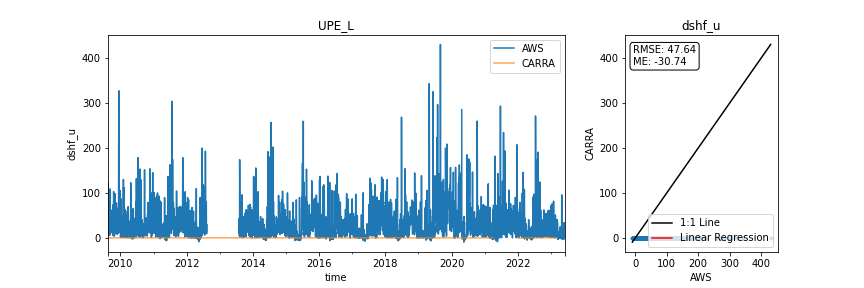 UPE_L
dshf_u
400
300
200
100
0
dshf_u
AWS
CARRA
2010
2012
2014
2016
2018
2020
2022
time
dshf_u
RMSE: 47.64
ME: -30.74
CARRA
400
300
200
100
0
1:1 Line
Linear Regression
0
100
200
300
400
AWS